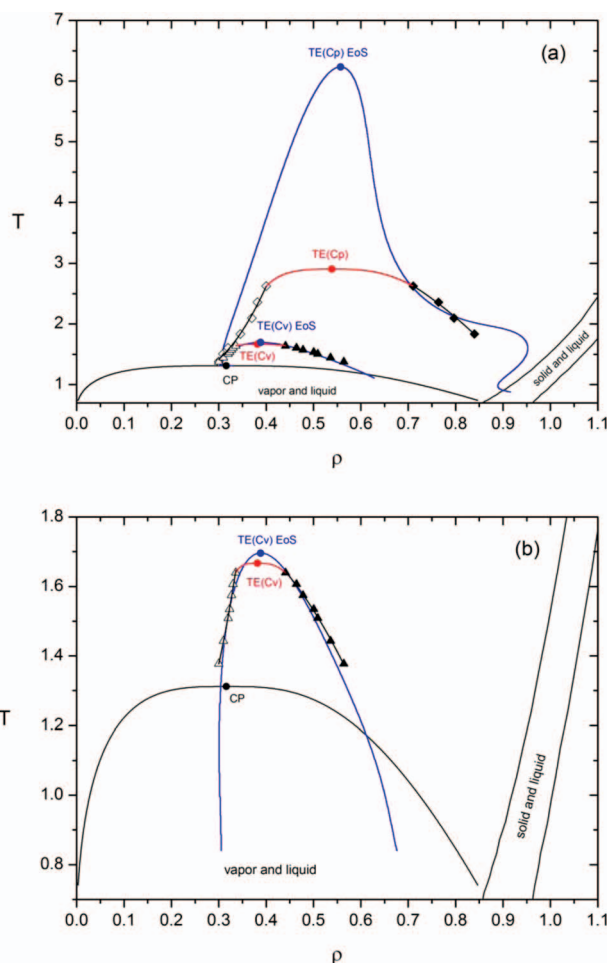 7
(a)
TE(Cp) EoS
6
5
4
T
3
TE(Cp)
2
TE(Cv) EoS
TE(Cv)
CP
1
vapor and liquid
solid and liquid
0.0 0.1 0.2 0.3 0.4 0.5 0.6 0.7 0.8 0.9 1.0 1.1
ρ
1.8
(b)
TE(Cv) EoS
TE(Cv)
1.6
1.4
T
CP
1.2
1.0
solid and liquid
0.8
vapor and liquid
0.0 0.1 0.2 0.3 0.4 0.5 0.6 0.7 0.8 0.9 1.0 1.1
ρ